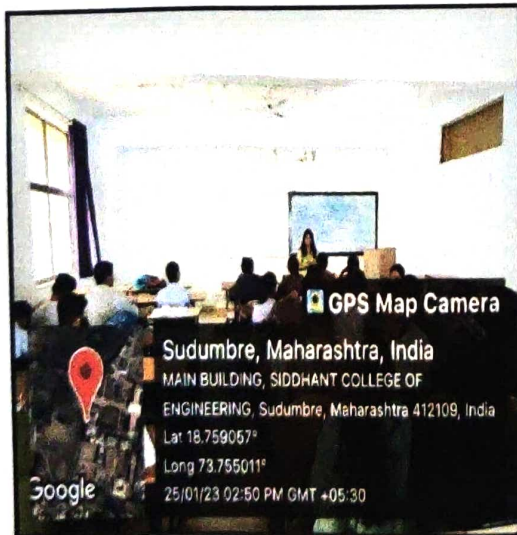 GPS Map Camera
Sudumbre, Maharashtra, India
MAIN BUILDING, SIDDHANT COLLEGE OF
ENGINEERING, Sudumbre, Maharashtra 412109, India
Lat 18.759057°
Long 73.755011°
25/01/23 02:50 PM GMT +05:30
Google